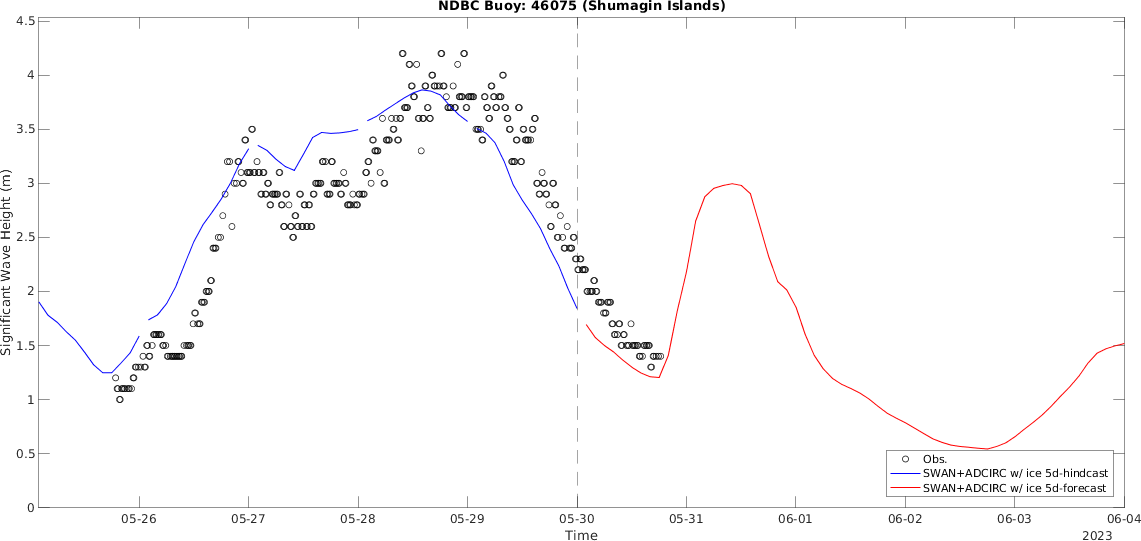 NDBC Buoy: 46075 (Shumagin Islands)
Significant Wave Height (m)
4.5
4
3.5
3
2.5
2
1.5
1
0.5
0
Obs.
SWAN+ADCIRC w/ ice 5d-hindcast
SWAN+ADCIRC w/ ice 5d-forecast
05-26 05-27 05-28 05-29 05-30 05-31 06-01 06-02 06-03 06-04
Time
2023